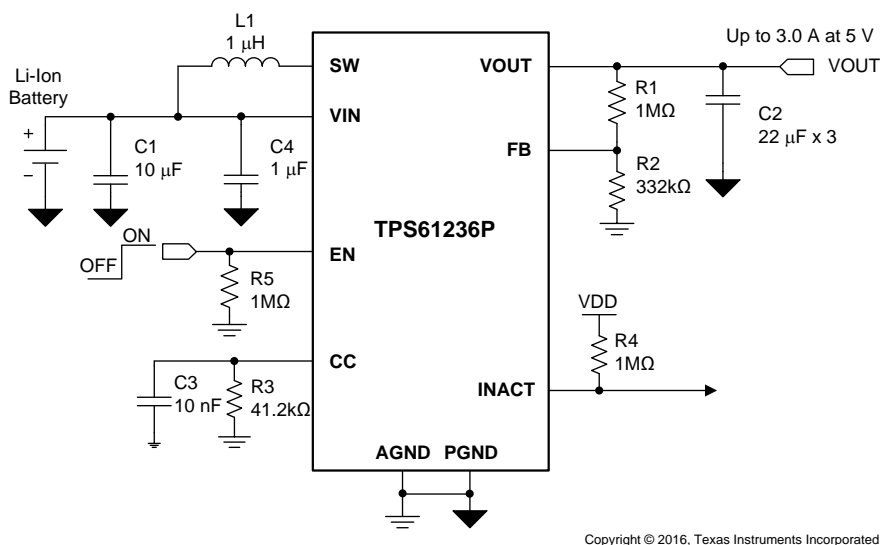 L1
1 μH
Up to 3.0 A at 5 V
SW
VOUT
VOUT
Li-Ion
Battery
R1
1MΩ
VIN
C2
22 μF x 3
+
C1
10 μF
C4
1 μF
FB
−
R2
332kΩ
TPS61236P
ON
OFF
EN
R5
1MΩ
VDD
R4
1MΩ
CC
C3
10 nF
R3
41.2kΩ
INACT
AGND
PGND
Copyright © 2016, Texas Instruments Incorporated